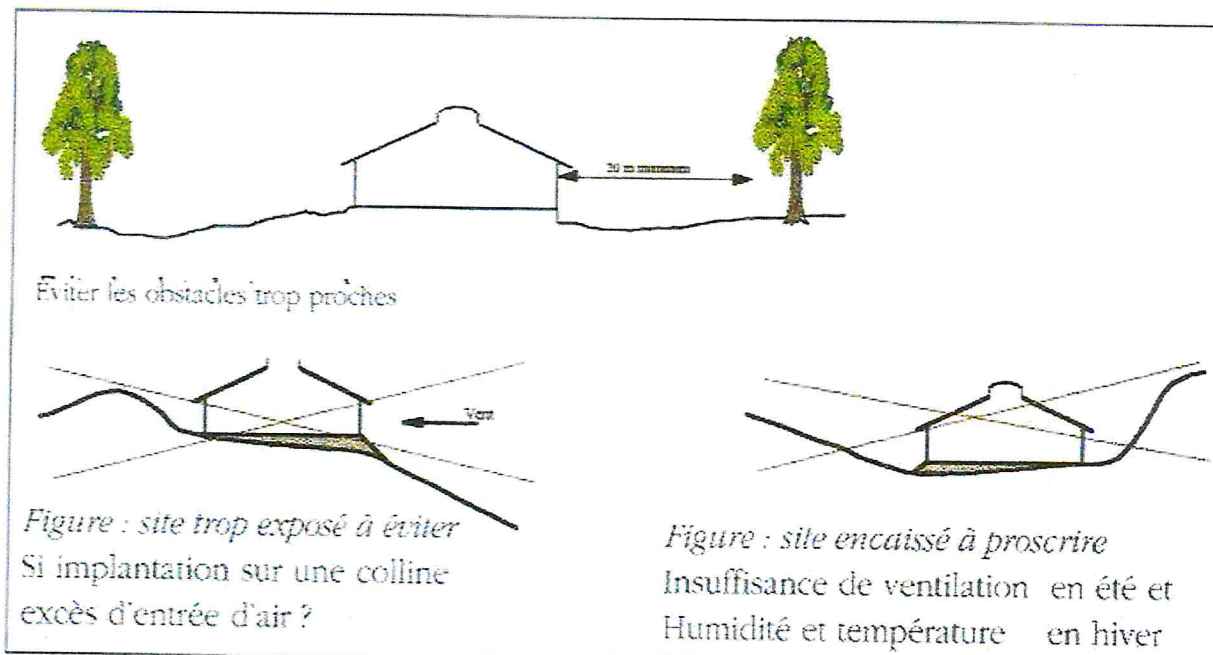 20 m minimum
Éviter les obstacles trop proches
Vent
Figure : site trop exposé à éviter
Si implantation sur une colline
excès d'entrée d'air ?
Figure : site encaissé à proscrire
Insuffisance de ventilation en été et
Humidité et température en hiver